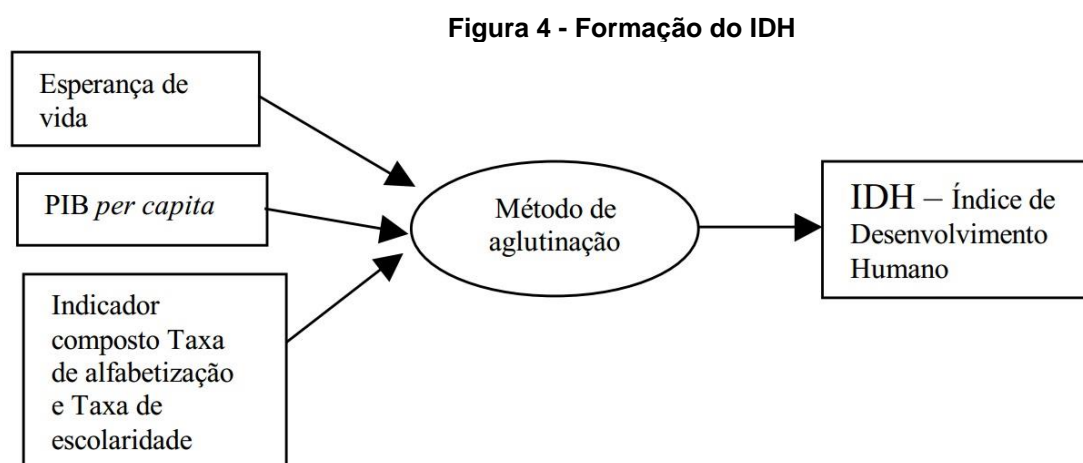 Figura 4 - Formação do IDH
Esperança de
vida
PIB per capita
Indicador
composto Taxa
de alfabetização
e Taxa de
escolaridade
Método de
aglutinação
IDH – Índice de
Desenvolvimento
Humano